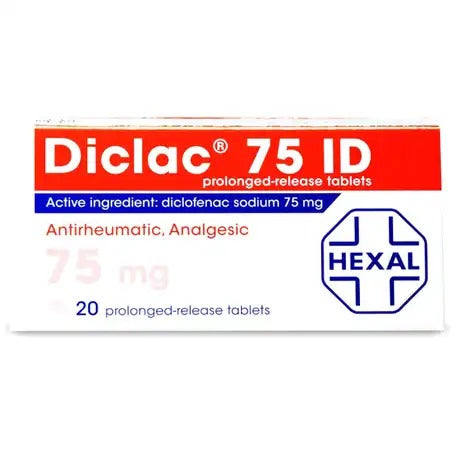 Diclac® 75 ID
prolonged-release tablets
Active ingredient: diclofenac sodium 75 mg
Antirheumatic, Analgesic
75 mg
HEXAL
20 prolonged-release tablets